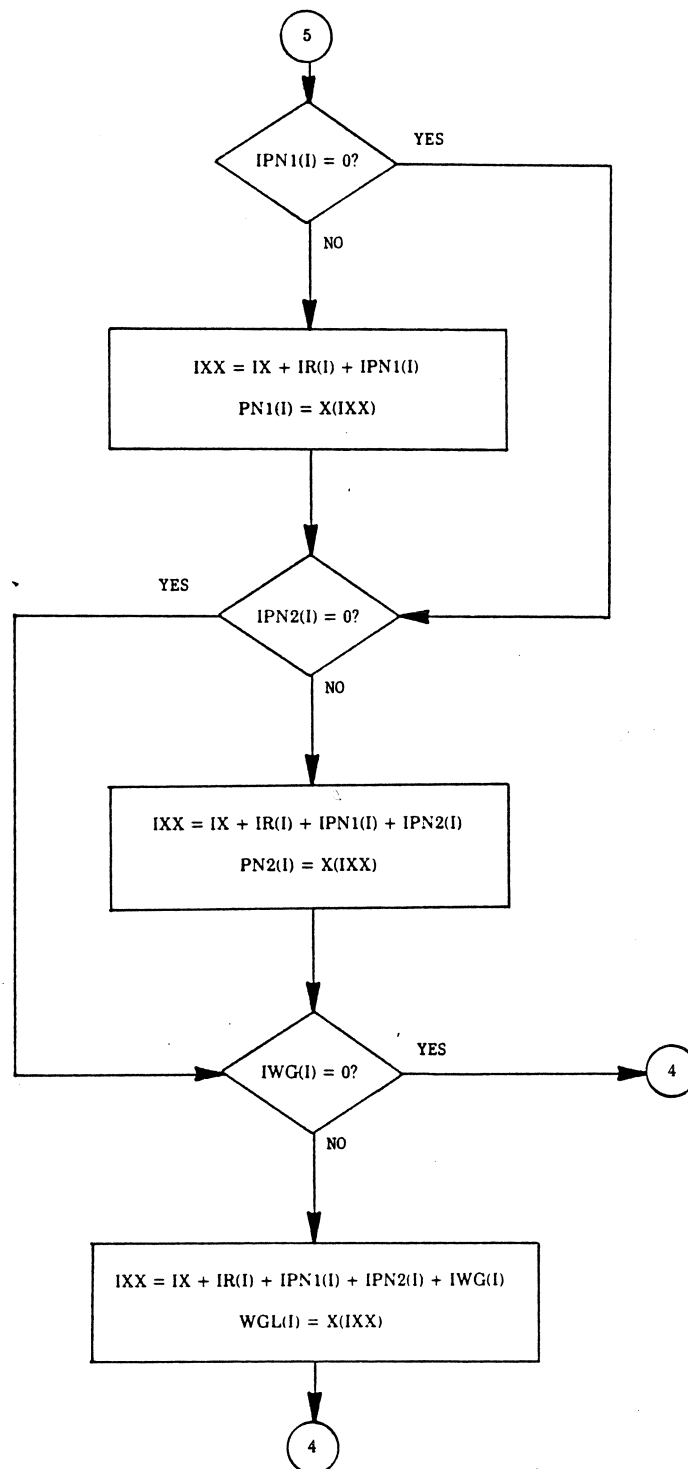 5
IPN1(I) = 0?
YES
NO
IXX = IX + IR(I) + IPN1(I)
PN1(I) = X(IXX)
YES
IPN2(I) = 0?
NO
IXX = IX + IR(I) + IPN1(I) + IPN2(I)
PN2(I) = X(IXX)
IWG(I) = 0?
YES
4
NO
IXX = IX + IR(I) + IPN1(I) + IPN2(I) + IWG(I)
WGL(I) = X(IXX)
4